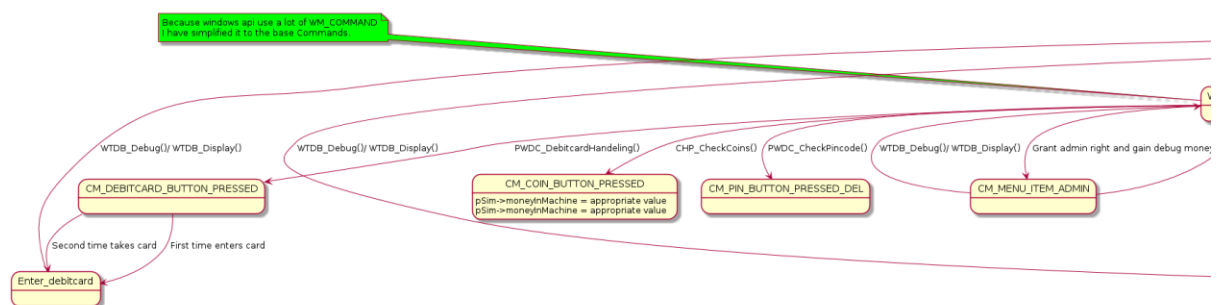 Because windows api use a lot of WM_COMMAND
I have simplified it to the base Commands.
WTDB_Debug()/ WTDB_Display()
WTDB_Debug()/ WTDB_Display()
PWDC_DebitcardHandeling()
CHP_CheckCoins()
PWDC_CheckPincode()
WTDB_Debug()/ WTDB_Display()
Grant admin right and gain debug money
CM_DEBITCARD_BUTTON_PRESSED
CM_COIN_BUTTON_PRESSED
pSim->moneyInMachine = appropriate value
pSim->moneyInMachine = appropriate value
CM_PIN_BUTTON_PRESSED_DEL
CM_MENU_ITEM_ADMIN
Second time takes card
First time enters card
Enter_debitcard